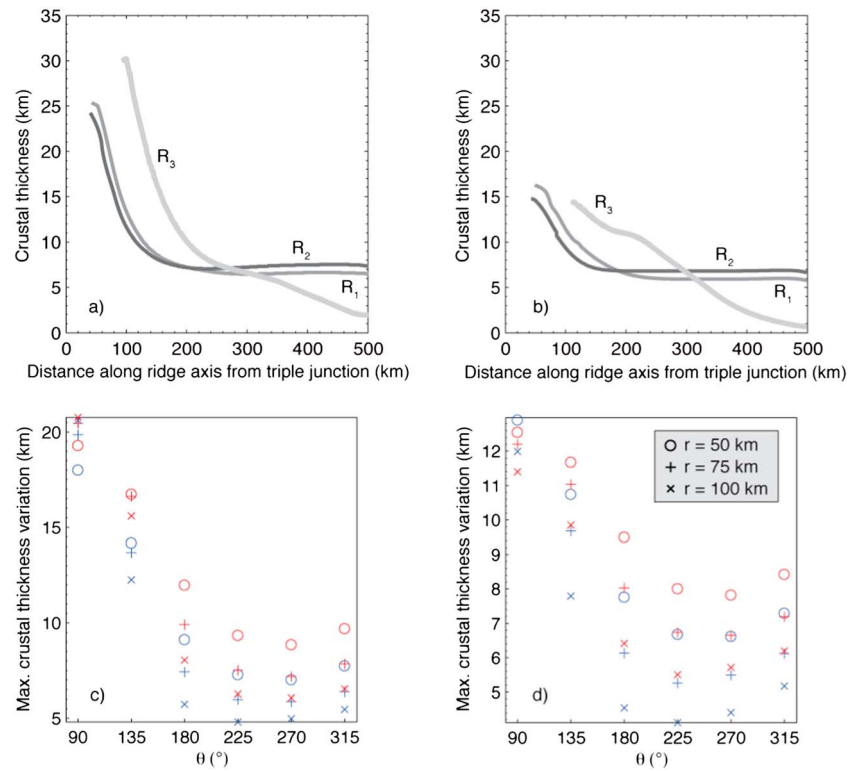 35
30
25
20
15
10
5
0
Crustal thickness (km)
R3
R2
R1
a)
0 100 200 300 400 500
Distance along ridge axis from triple junction (km)
35
30
25
20
15
10
5
0
Crustal thickness (km)
R3
R2
R1
b)
0 100 200 300 400 500
Distance along ridge axis from triple junction (km)
20
15
10
5
Max. crustal thickness variation (km)
c)
90 135 180 225 270 315
θ (°)
12
11
10
9
8
7
6
5
Max. crustal thickness variation (km)
r = 50 km
r = 75 km
r = 100 km
d)
90 135 180 225 270 315
θ (°)